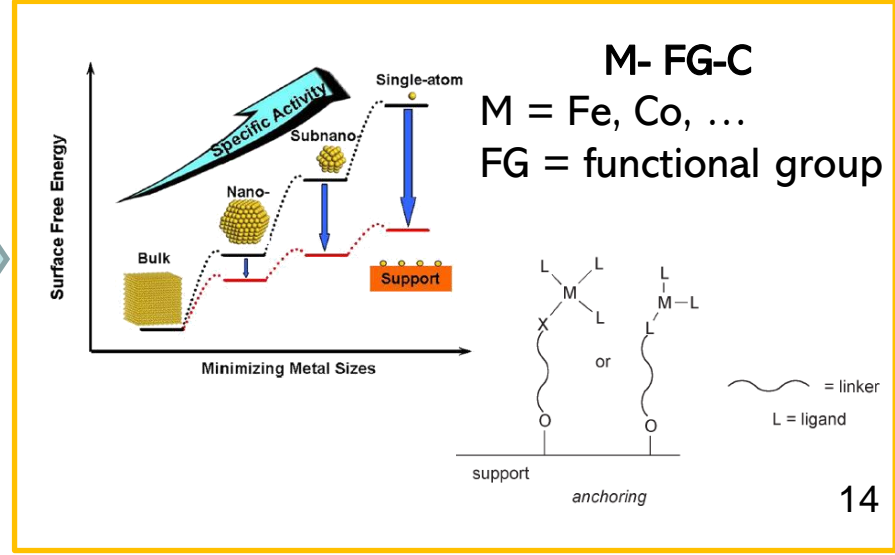 M- FG-C
M = Fe, Co, …
FG = functional group
Surface Free Energy
Specific Activity
Single-atom
Subnano-
Nano-
Bulk
Support
Minimizing Metal Sizes
L
L
M
X
L
O
or
L
M–L
L
O
= linker
L = ligand
support
anchoring
14